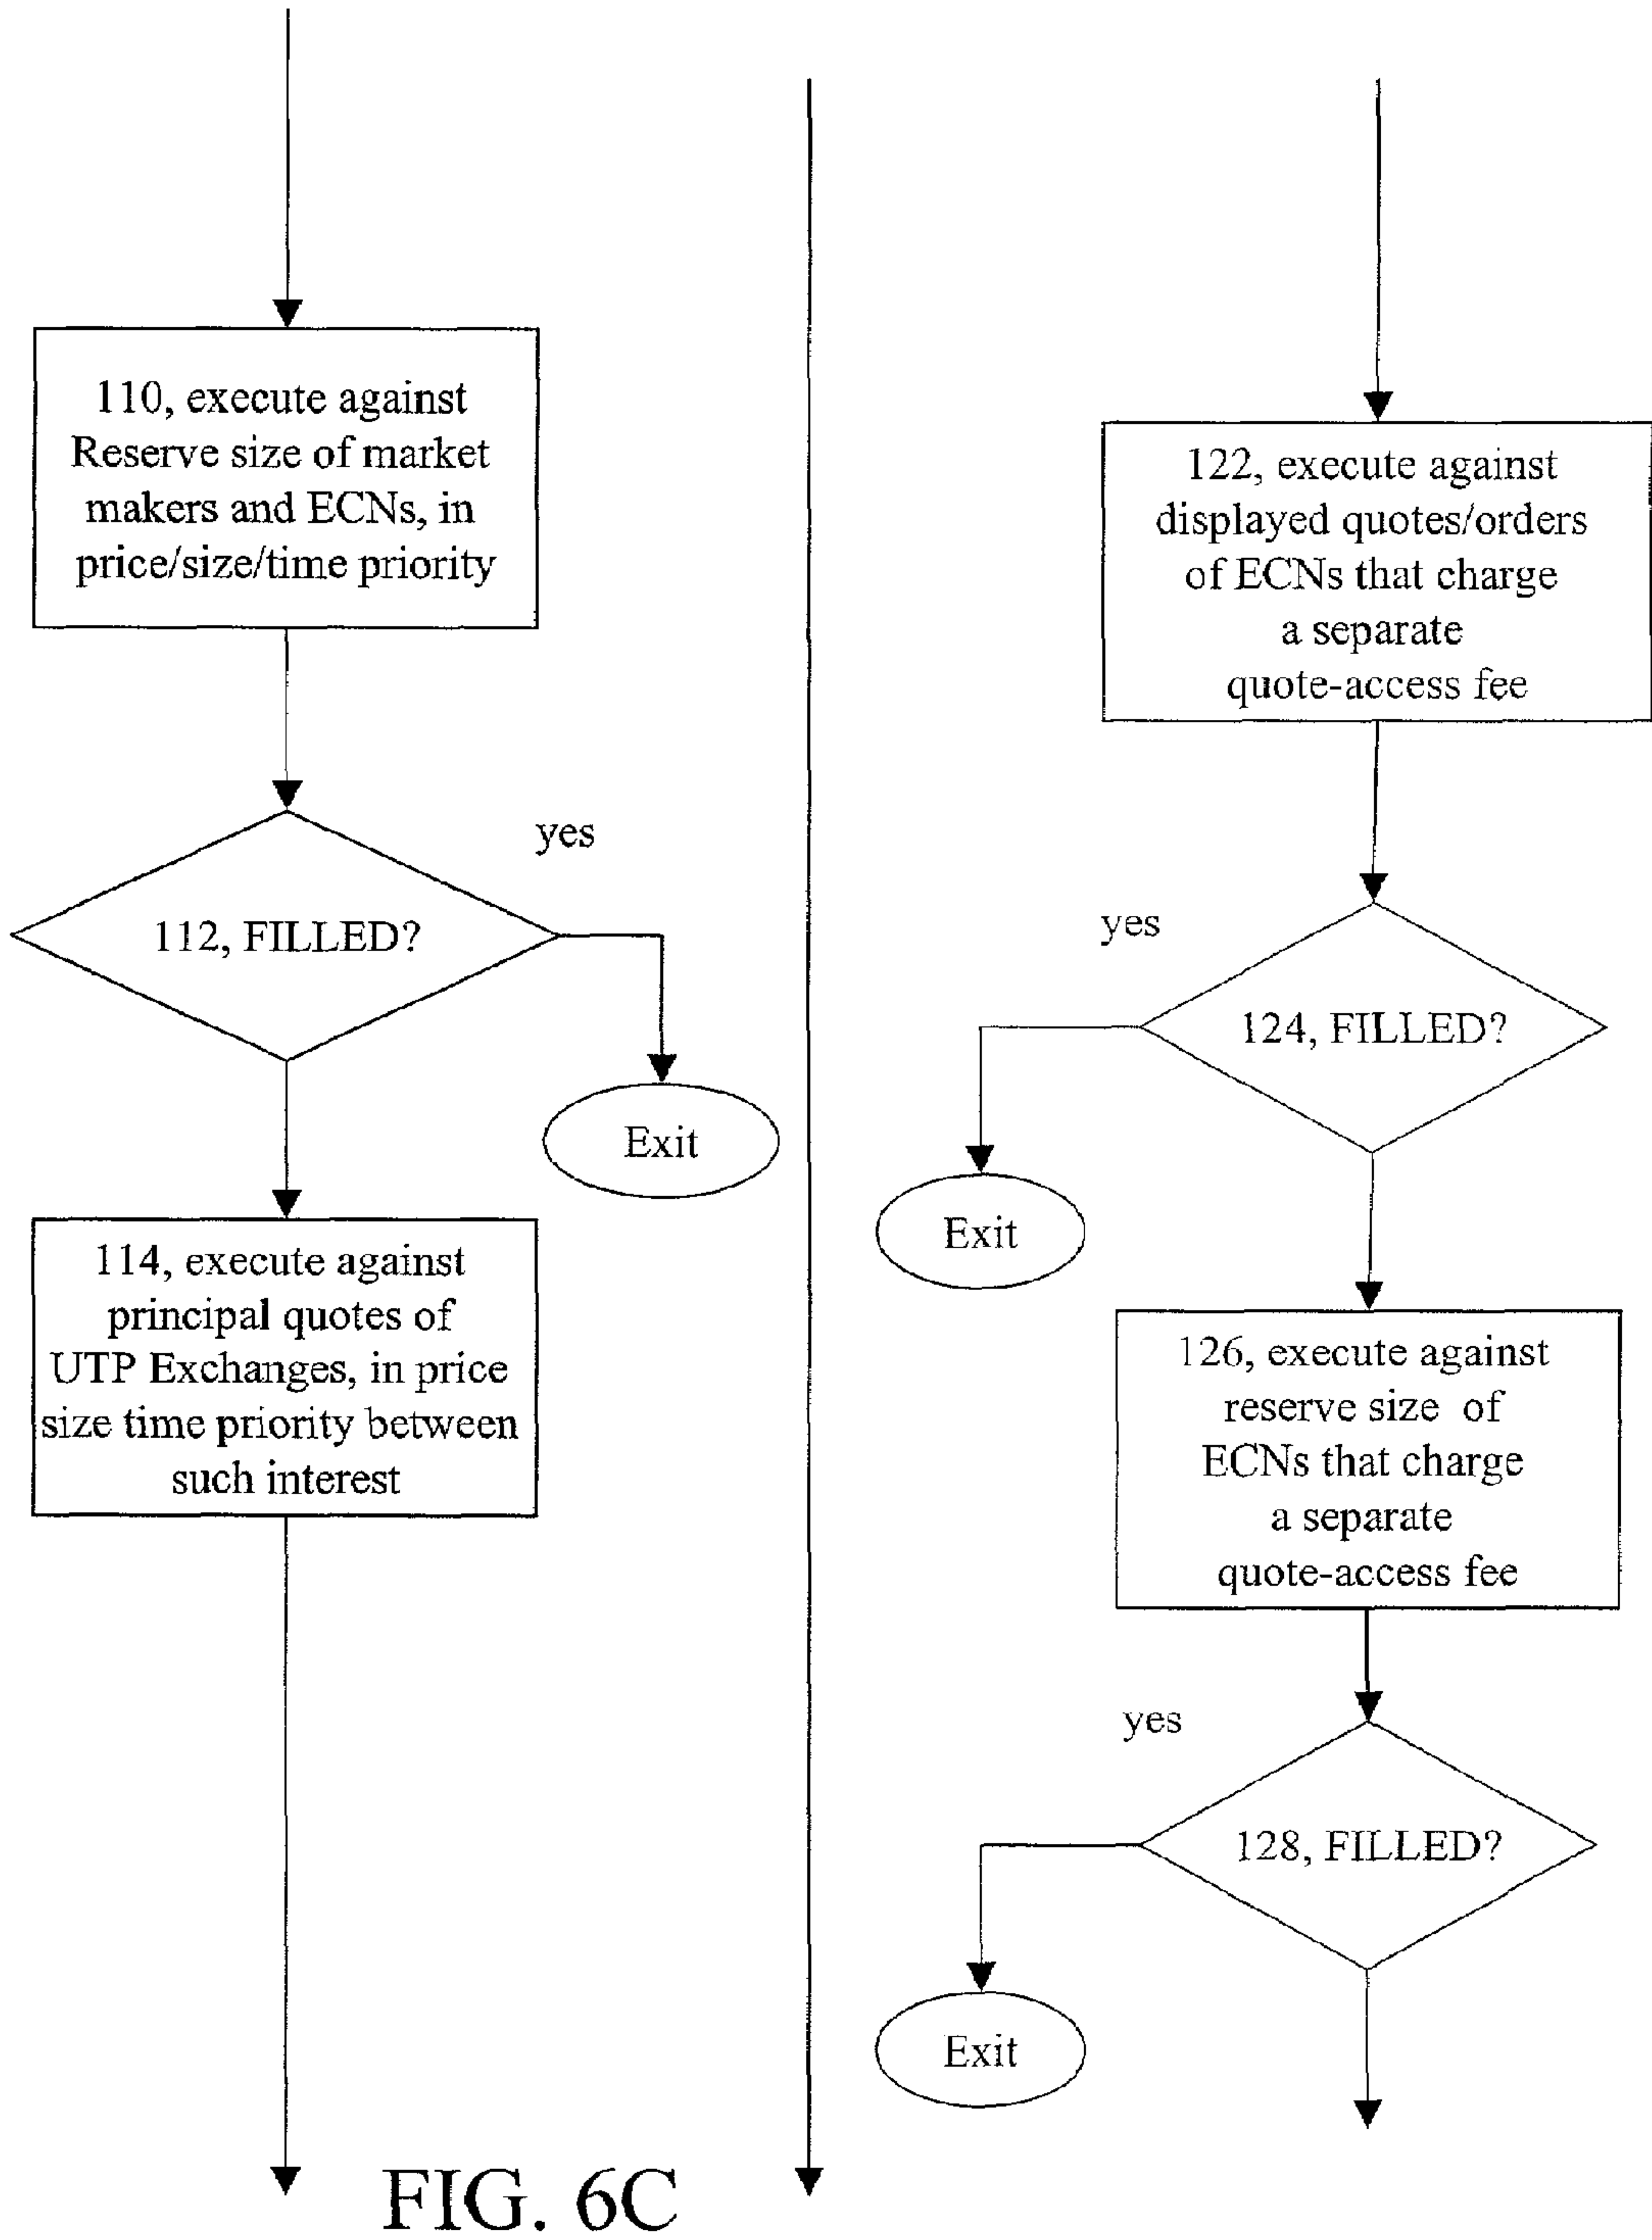 110, execute against
Reserve size of market
makers and ECNs, in
price/size/time priority
yes
112, FILLED?
Exit
114, execute against
principal quotes of
UTP Exchanges, in price
size time priority between
such interest
122, execute against
displayed quotes/orders
of ECNs that charge
a separate
quote-access fee
yes
124, FILLED?
Exit
126, execute against
reserve size of
ECNs that charge
a separate
quote-access fee
yes
128, FILLED?
Exit
FIG. 6C